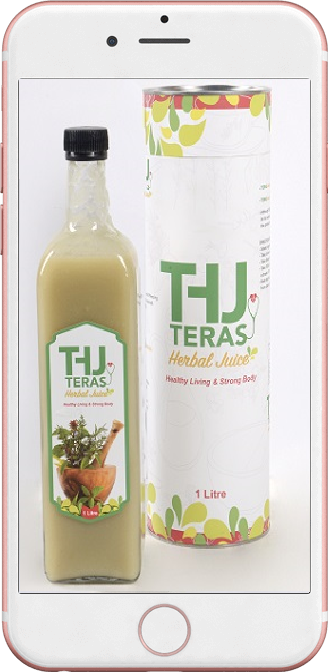 THJ
TERAS
Herbal Juice
Healthy Living & Strong Body
1 Litre
THJ
TERAS
Herbal Juice
Healthy Living & Strong Body
1 Litre